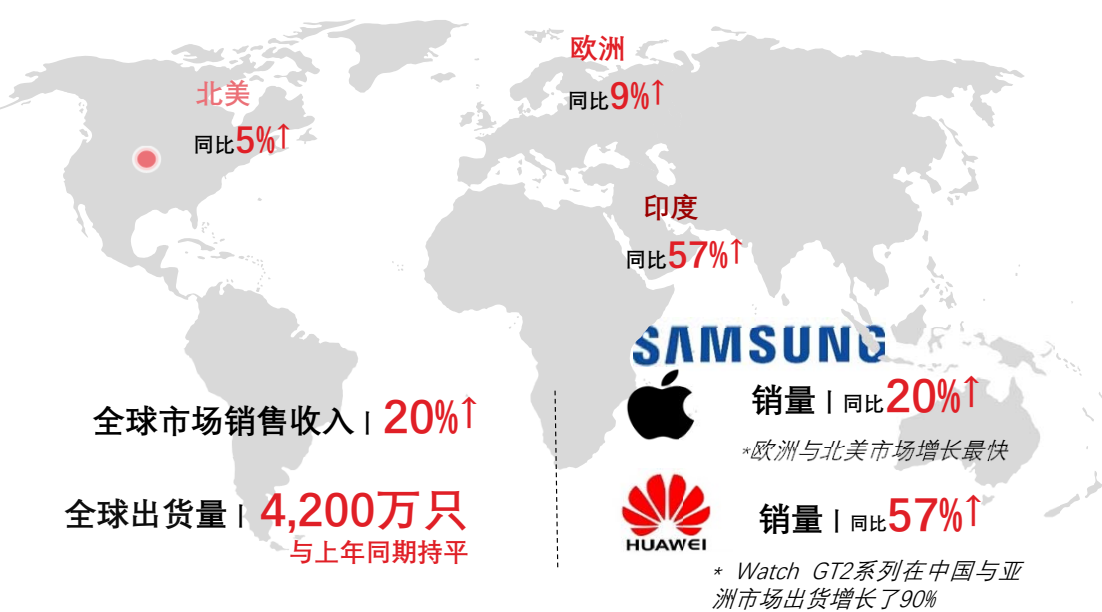 欧洲
同比9%↑
北美
同比5%↑
印度
同比57%↑
全球市场销售收入 | 20%↑
全球出货量 | 4,200万只
与上年同期持平
SAMSUNG
销量 | 同比20%↑
*欧洲与北美市场增长最快
HUAWEI
销量 | 同比57%↑
* Watch GT2系列在中国与亚
洲市场出货增长了90%